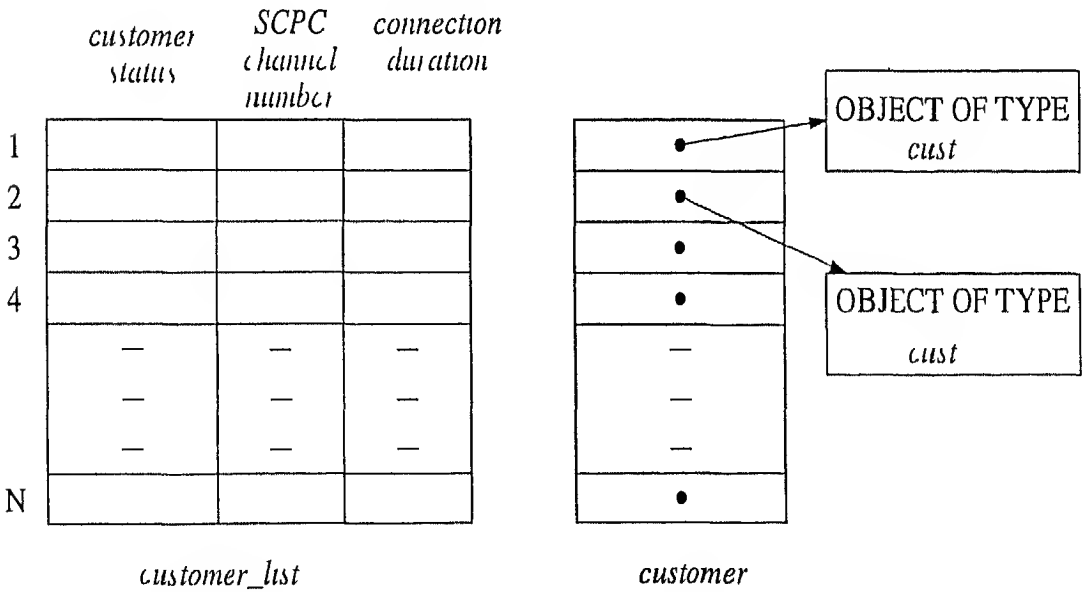 customer status
SCPC channel number
connection duration
1
2
3
4
N
customer_list
customer
OBJECT OF TYPE
cust
OBJECT OF TYPE
cust